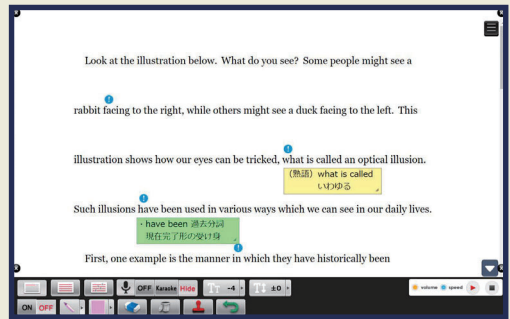 Look at the illustration below. What do you see? Some people might see a
rabbit facing to the right, while others might see a duck facing to the left. This
illustration shows how our eyes can be tricked, what is called an optical illusion.
(熟語) what is called
いわゆる
Such illusions have been used in various ways which we can see in our daily lives.
・have been 過去分詞
現在完了形の受け身
First, one example is the manner in which they have historically been
OFF Karaoke Hide -4 ±0 volume speed
ON OFF